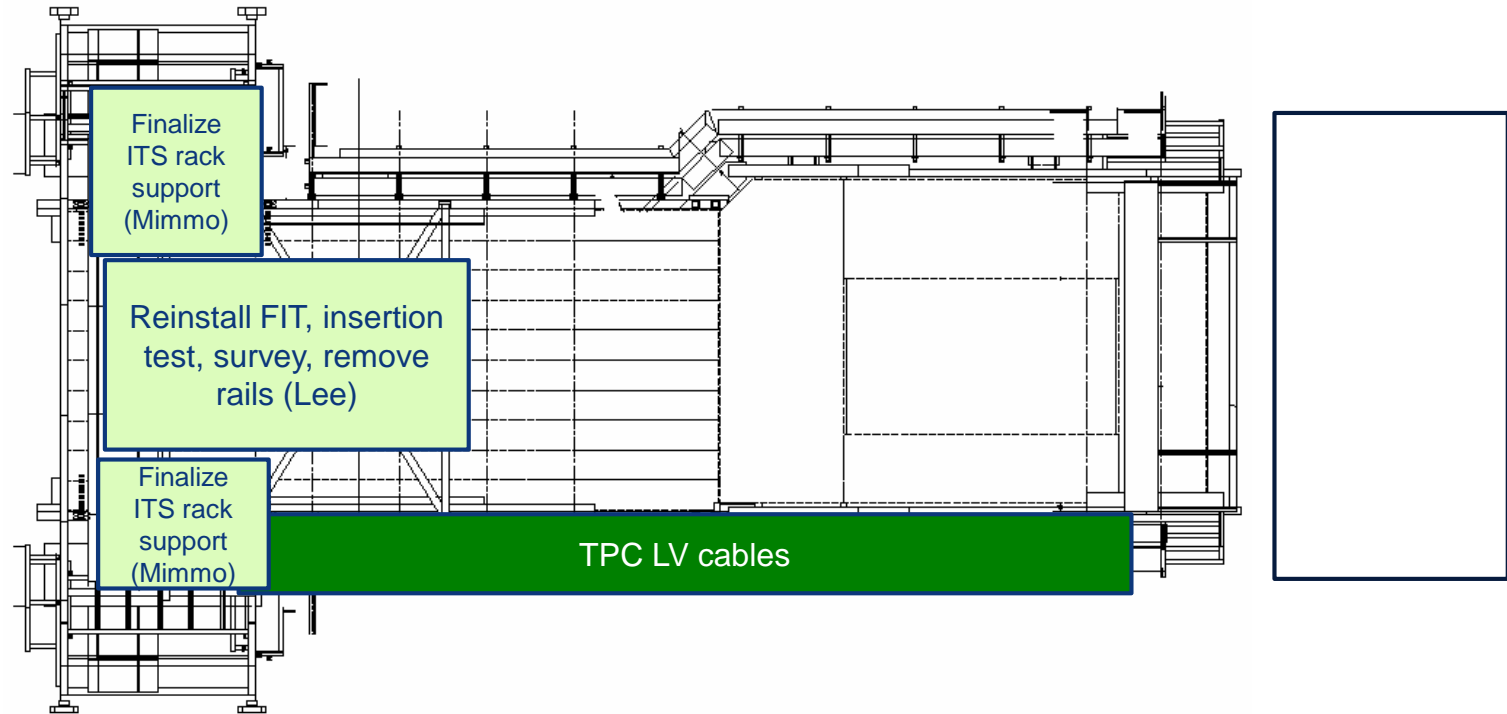 Finalize
ITS rack
support
(Mimmo)
Reinstall FIT, insertion
test, survey, remove
rails (Lee)
Finalize
ITS rack
support
(Mimmo)
TPC LV cables